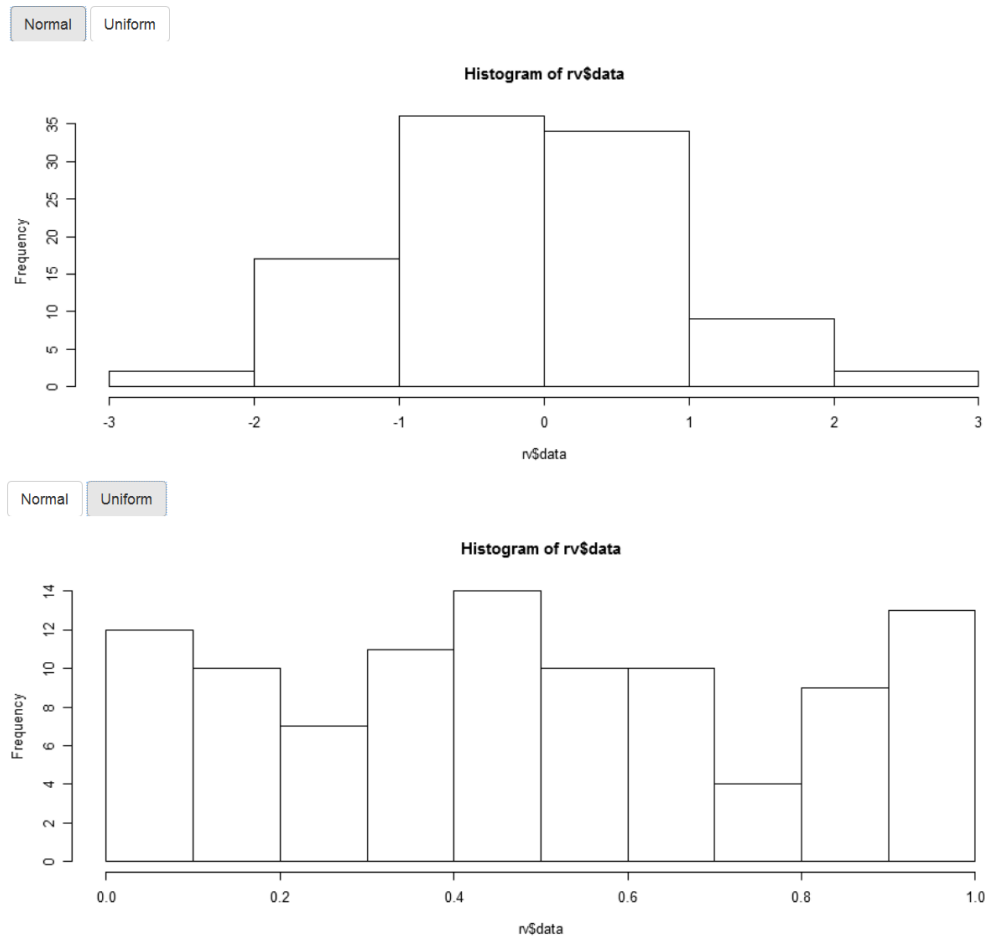 Normal Uniform
Histogram of rv$data
Frequency
35
30
25
20
15
10
5
0
-3 -2 -1 0 1 2 3
rv$data
Normal Uniform
Histogram of rv$data
Frequency
14
12
10
8
6
4
2
0
0.0 0.2 0.4 0.6 0.8 1.0
rv$data